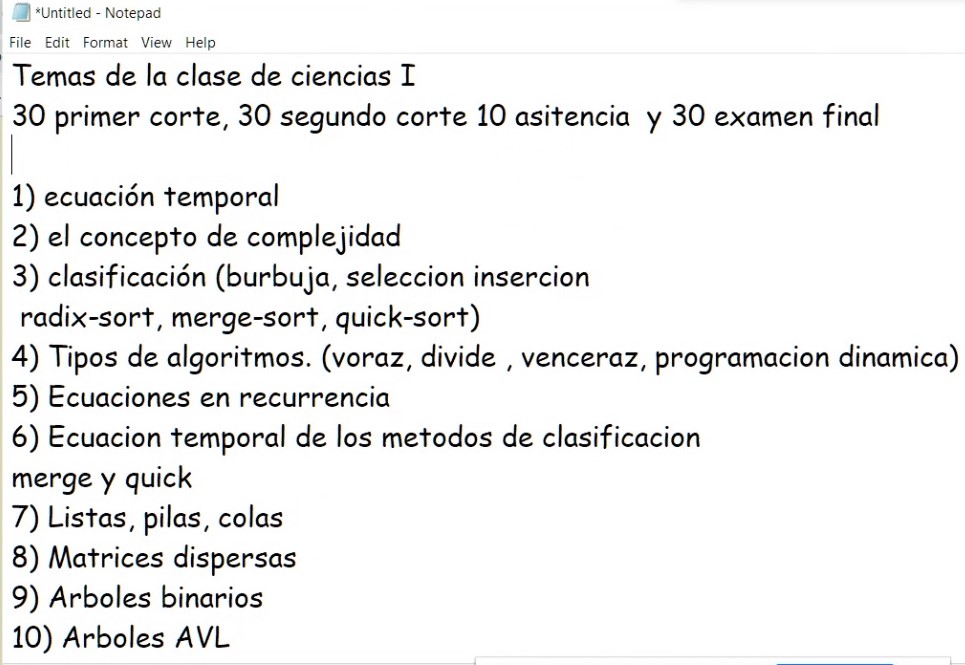 *Untitled - Notepad
File Edit Format View Help
Temas de la clase de ciencias I
30 primer corte, 30 segundo corte 10 asitencia y 30 examen final
1) ecuación temporal
2) el concepto de complejidad
3) clasificación (burbuja, seleccion insercion
radix-sort, merge-sort, quick-sort)
4) Tipos de algoritmos. (voraz, divide , venceraz, programacion dinamica)
5) Ecuaciones en recurrencia
6) Ecuacion temporal de los metodos de clasificacion
merge y quick
7) Listas, pilas, colas
8) Matrices dispersas
9) Arboles binarios
10) Arboles AVL